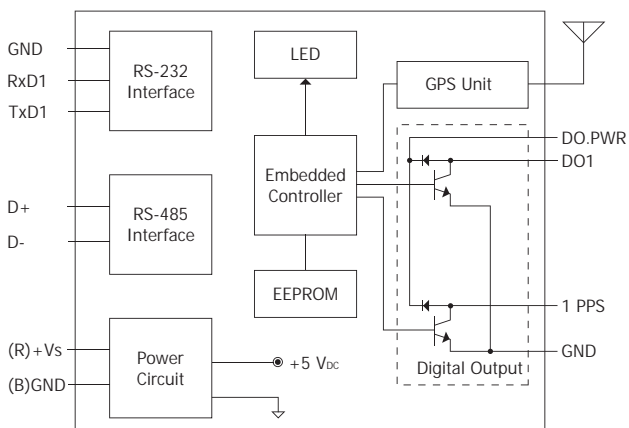 GND
RxD1
TxD1
RS-232
Interface
LED
GPS Unit
DO.PWR
DO1
Embedded
Controller
D+
D-
RS-485
Interface
EEPROM
1 PPS
GND
Digital Output
(R)+Vs
(B)GND
Power
Circuit
+5 VDC